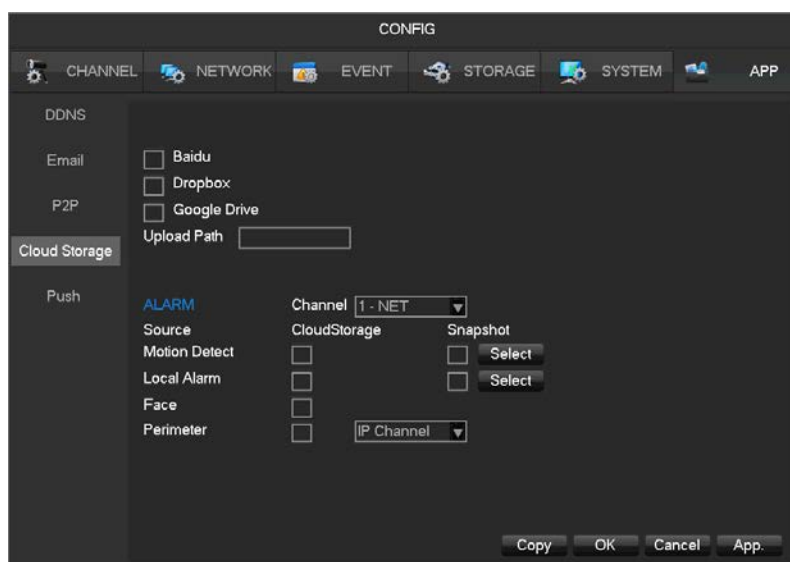 CONFIG
CHANNEL NETWORK EVENT STORAGE SYSTEM APP
DDNS
Email
P2P
Cloud Storage
Push
Baidu
Dropbox
Google Drive
Upload Path
ALARM Channel 1 - NET
Source CloudStorage Snapshot
Motion Detect Select
Local Alarm Select
Face
Perimeter IP Channel
Copy OK Cancel App.